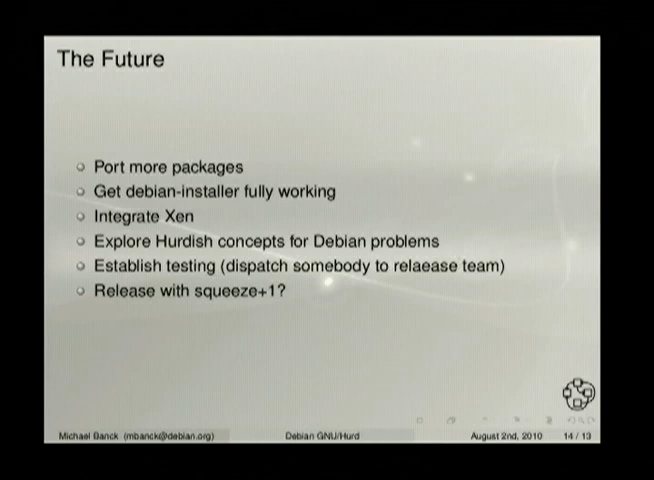 The Future
Port more packages
Get debian-installer fully working
Integrate Xen
Explore Hurdish concepts for Debian problems
Establish testing (dispatch somebody to relaease team)
Release with squeeze+1?
Michael Banck (mbanck@debian.org) Debian GNU/Hurd August 2nd, 2010 14 / 13